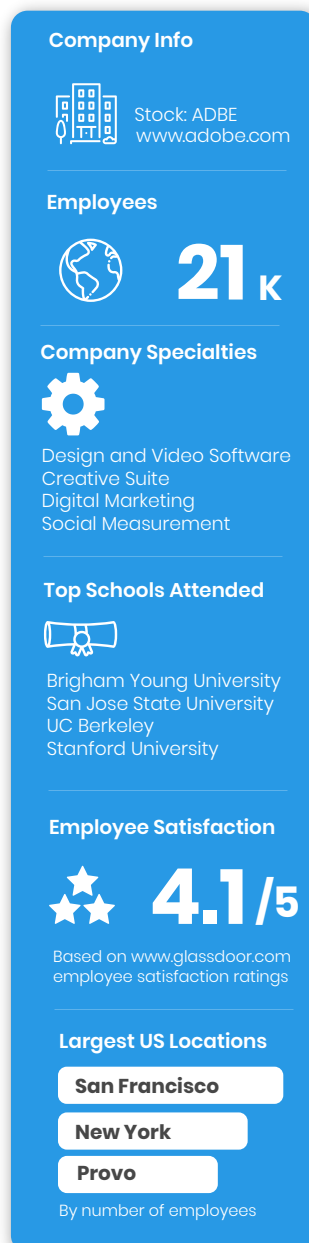 Company Info
Stock: ADBE
www.adobe.com
Employees
21 K
Company Specialties
Design and Video Software
Creative Suite
Digital Marketing
Social Measurement
Top Schools Attended
Brigham Young University
San Jose State University
UC Berkeley
Stanford University
Employee Satisfaction
4.1/5
Based on www.glassdoor.com
employee satisfaction ratings
Largest US Locations
San Francisco
New York
Provo
By number of employees